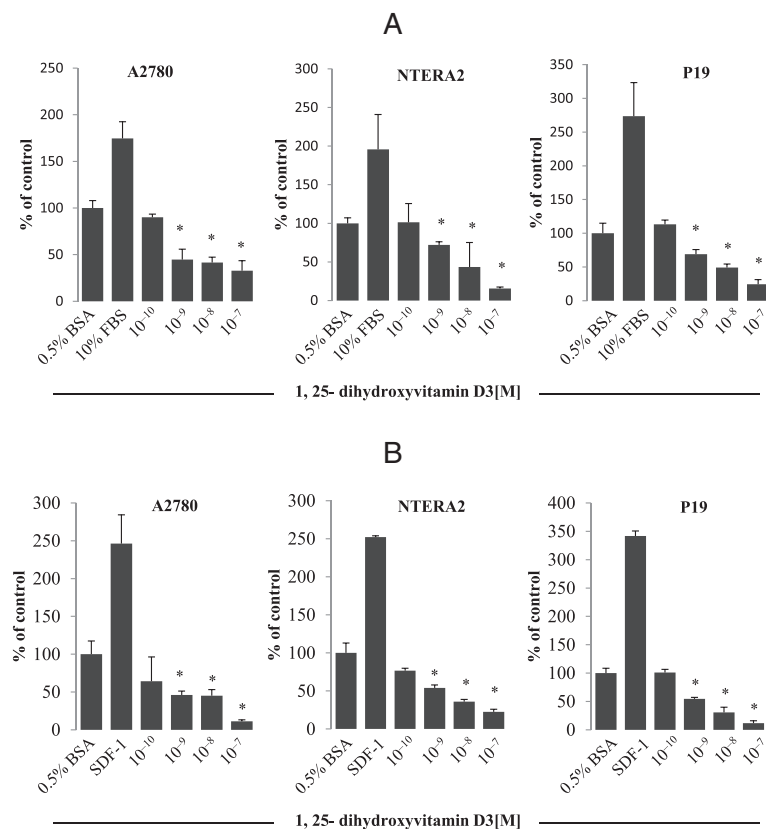 A
A2780
NTERA2
P19
% of control
250
200
150
100
50
0
* * *
0.5% BSA
10% FBS
10⁻¹⁰
10⁻⁹
10⁻⁸
10⁻⁷
% of control
300
250
200
150
100
50
0
* * *
0.5% BSA
10% FBS
10⁻¹⁰
10⁻⁹
10⁻⁸
10⁻⁷
% of control
350
300
250
200
150
100
50
0
* * *
0.5% BSA
10% FBS
10⁻¹⁰
10⁻⁹
10⁻⁸
10⁻⁷
1, 25- dihydroxyvitamin D3[M]
B
A2780
NTERA2
P19
% of control
300
250
200
150
100
50
0
* * *
0.5% BSA
SDF-1
10⁻¹⁰
10⁻⁹
10⁻⁸
10⁻⁷
% of control
300
250
200
150
100
50
0
* * *
0.5% BSA
SDF-1
10⁻¹⁰
10⁻⁹
10⁻⁸
10⁻⁷
% of control
400
350
300
250
200
150
100
50
0
* * *
0.5% BSA
SDF-1
10⁻¹⁰
10⁻⁹
10⁻⁸
10⁻⁷
1, 25- dihydroxyvitamin D3[M]